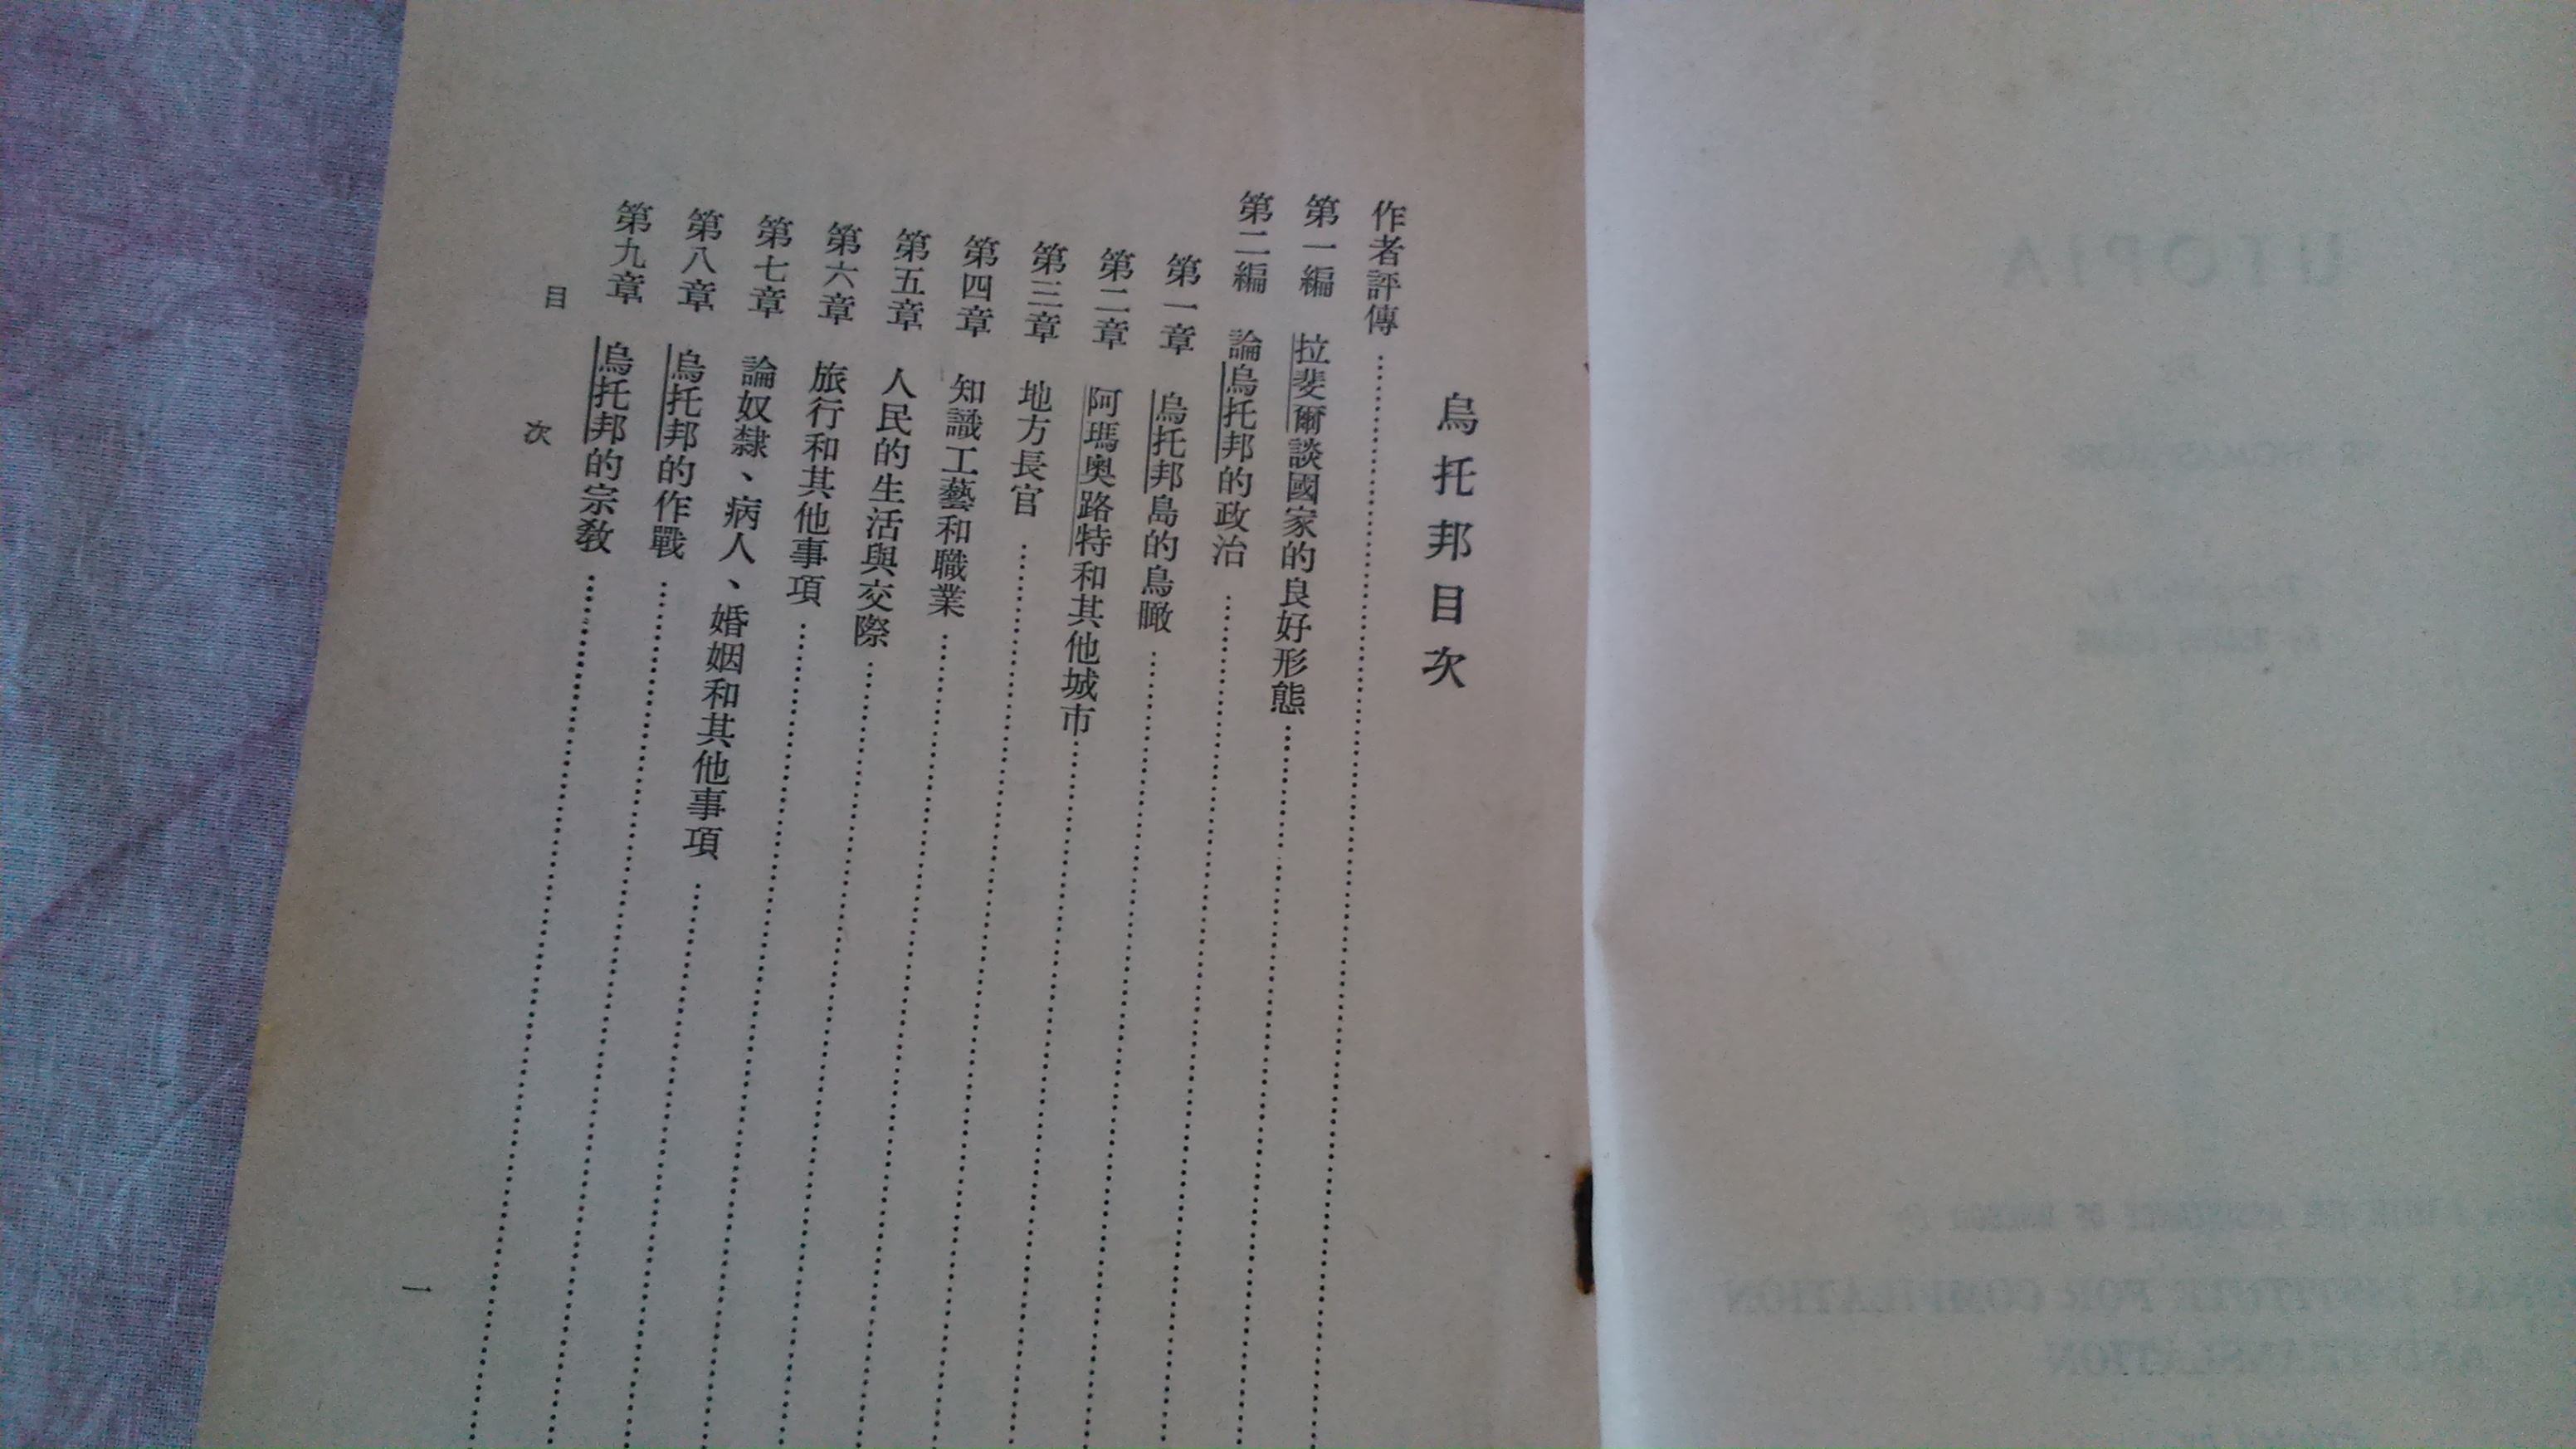 烏托邦目次
作者評傳
第一編 拉斐爾談國家的良好形態
第二編 論烏托邦的政治
第一章 烏托邦島的鳥瞰
第二章 阿瑪奧路特和其他城市
第三章 地方長官
第四章 知識工藝和職業
第五章 人民的生活與交際
第六章 旅行和其他事項
第七章 論奴隸、病人、婚姻和其他事項
第八章 烏托邦的作戰
第九章 烏托邦的宗教
目次
一
UTOPIA
INSTITUTE FOR COMPILATION
AND TRANSLATION